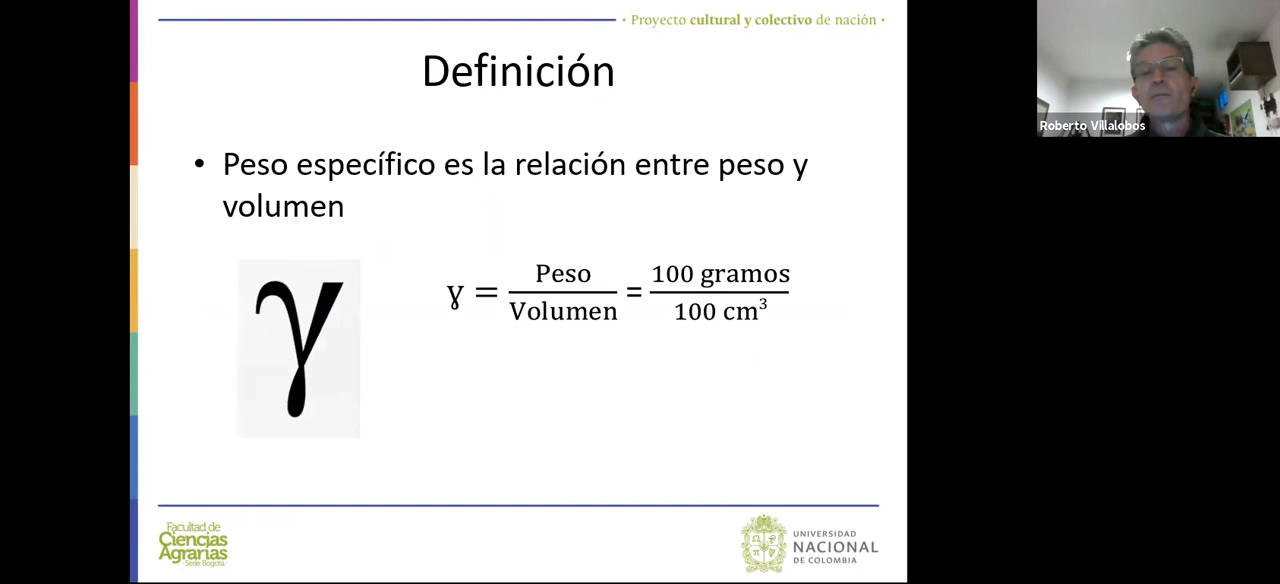 • Proyecto cultural y colectivo de nación •
Roberto Villalobos
Definición
• Peso específico es la relación entre peso y
volumen
γ
ɣ = Peso / Volumen = 100 gramos / 100 cm³
Facultad de
Ciencias
Agrarias
Sede Bogotá
UNIVERSIDAD
NACIONAL
DE COLOMBIA